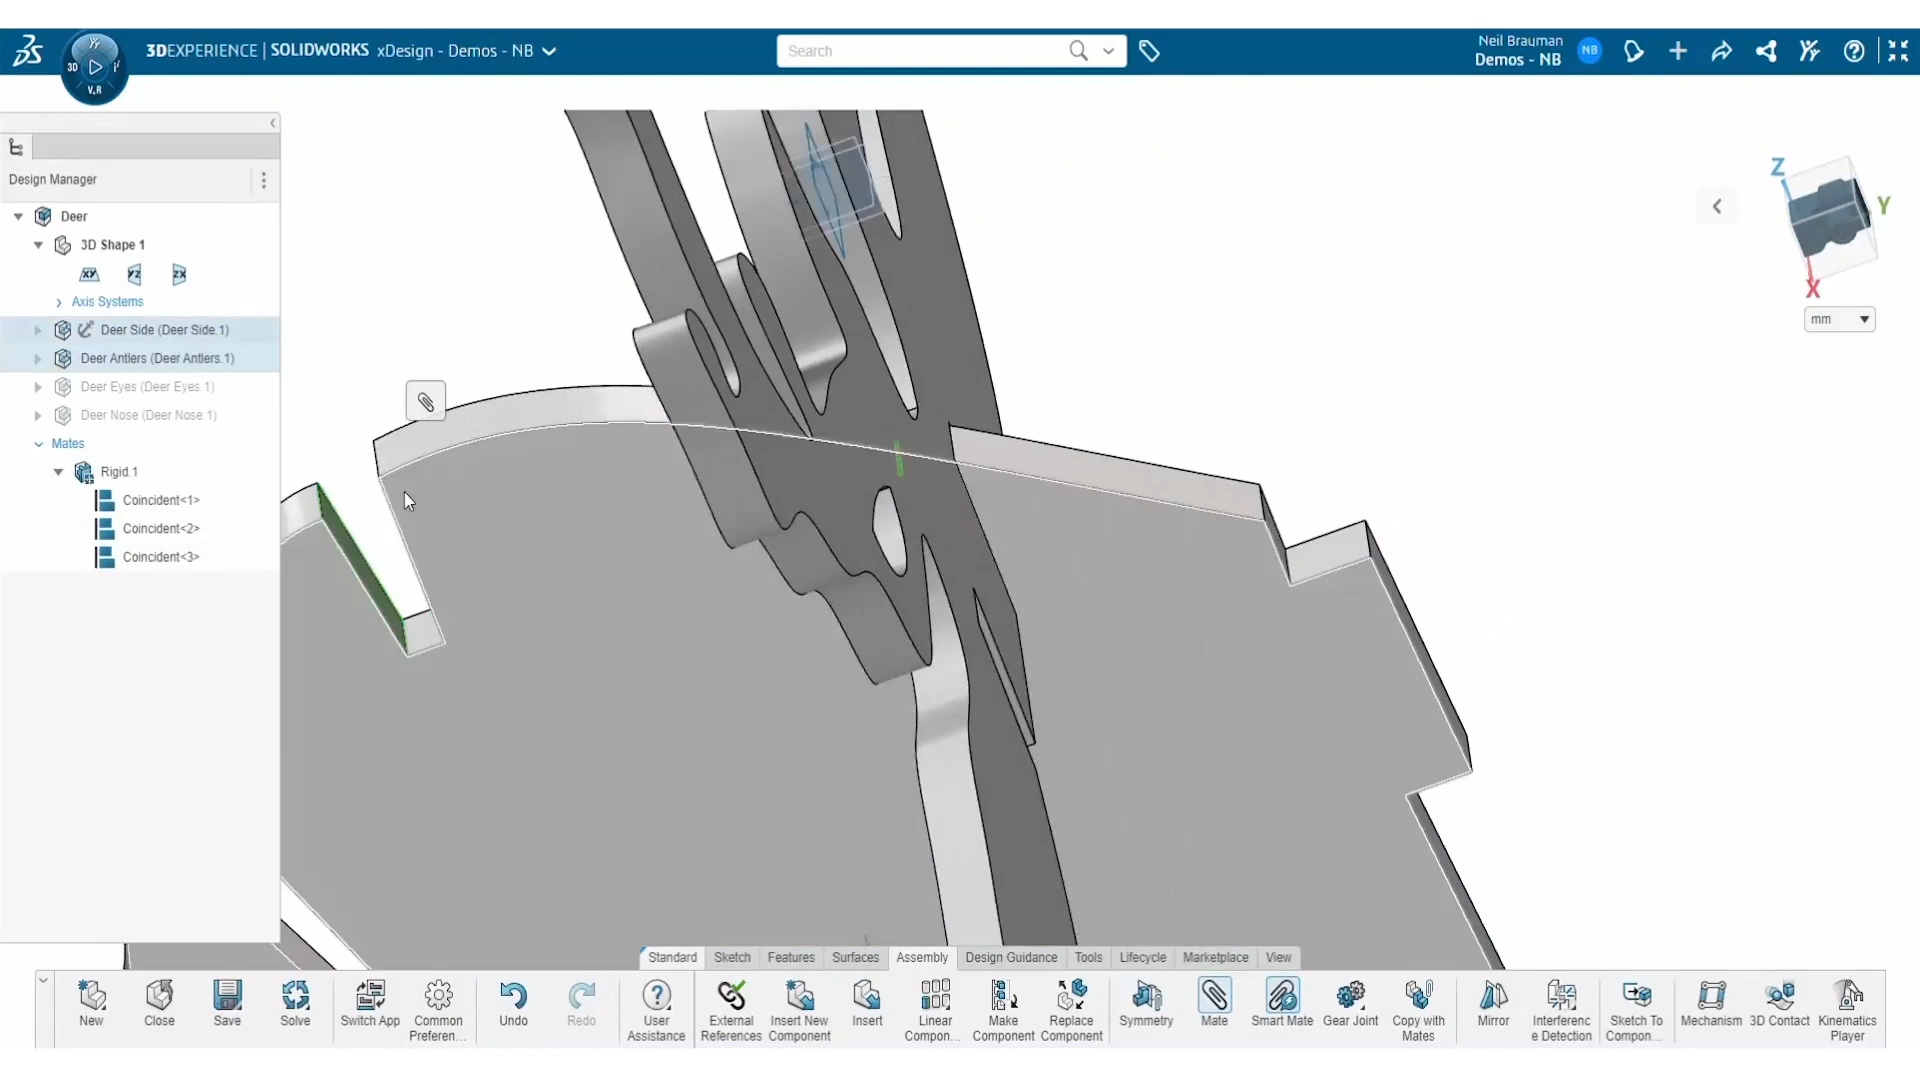 3DEXPERIENCE | SOLIDWORKS xDesign - Demos - NB
Search
Neil Brauman
Demos - NB
NB
3D
V.R
Design Manager
Deer
3D Shape 1
XY YZ ZX
Axis Systems
Deer Side (Deer Side.1)
Deer Antlers (Deer Antlers.1)
Deer Eyes (Deer Eyes.1)
Deer Nose (Deer Nose.1)
Mates
Rigid.1
Coincident<1>
Coincident<2>
Coincident<3>
Z
Y
X
mm
Standard Sketch Features Surfaces Assembly Design Guidance Tools Lifecycle Marketplace View
New
Close
Save
Solve
Switch App
Common
Preferen...
Undo
Redo
User
Assistance
External
References
Insert New
Component
Insert
Linear
Compon...
Make
Component
Replace
Component
Symmetry
Mate
Smart Mate
Gear Joint
Copy with
Mates
Mirror
Interferenc
e Detection
Sketch To
Compon...
Mechanism
3D Contact
Kinematics
Player